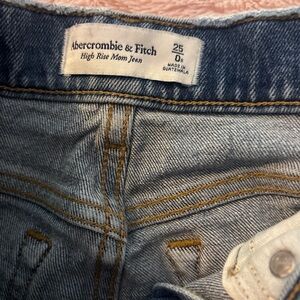 Abercrombie & Fitch
High Rise Mom Jean
25
0S
MADE IN
GUATEMALA